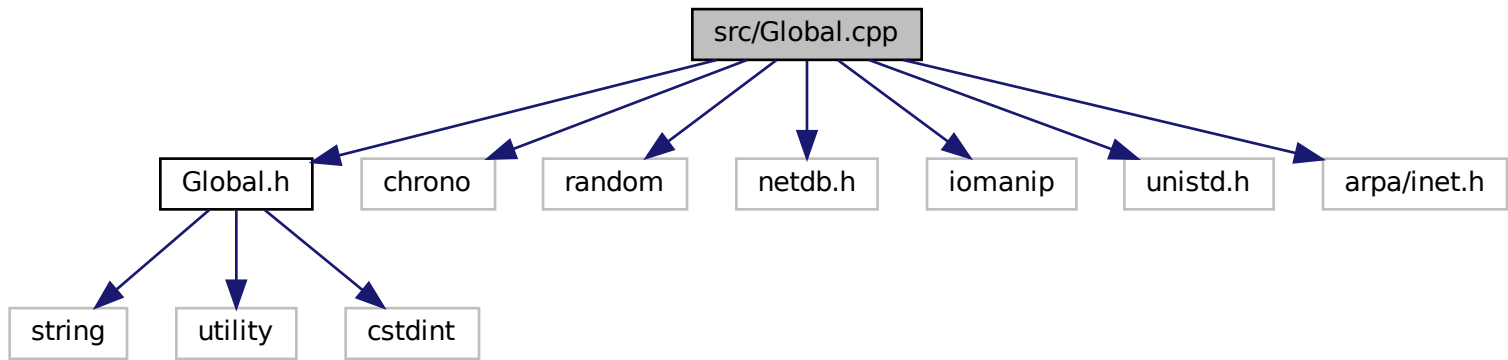 src/Global.cpp
Global.h
chrono
random
netdb.h
iomanip
unistd.h
arpa/inet.h
string
utility
cstdint